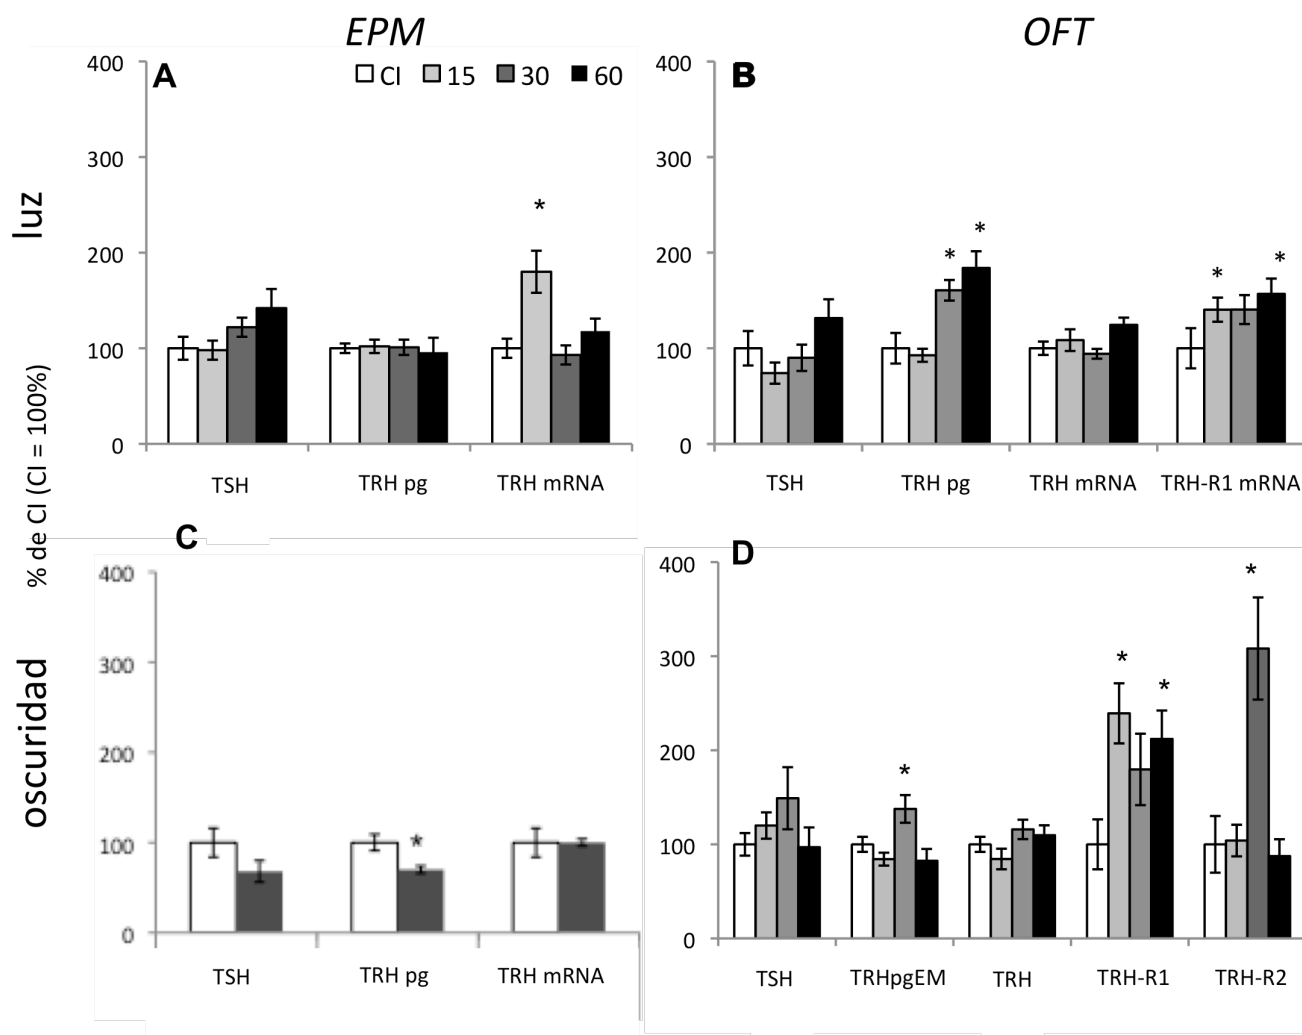 EPM
OFT
A
CI 15 30 60
400
300
200
100
0
*
TSH TRH pg TRH mRNA
B
400
300
200
100
0
* * * *
TSH TRH pg TRH mRNA TRH-R1 mRNA
luz
% de CI (CI = 100%)
oscuridad
C
400
300
200
100
0
*
TSH TRH pg TRH mRNA
D
400
300
200
100
0
* * * *
TSH TRHpgEM TRH TRH-R1 TRH-R2